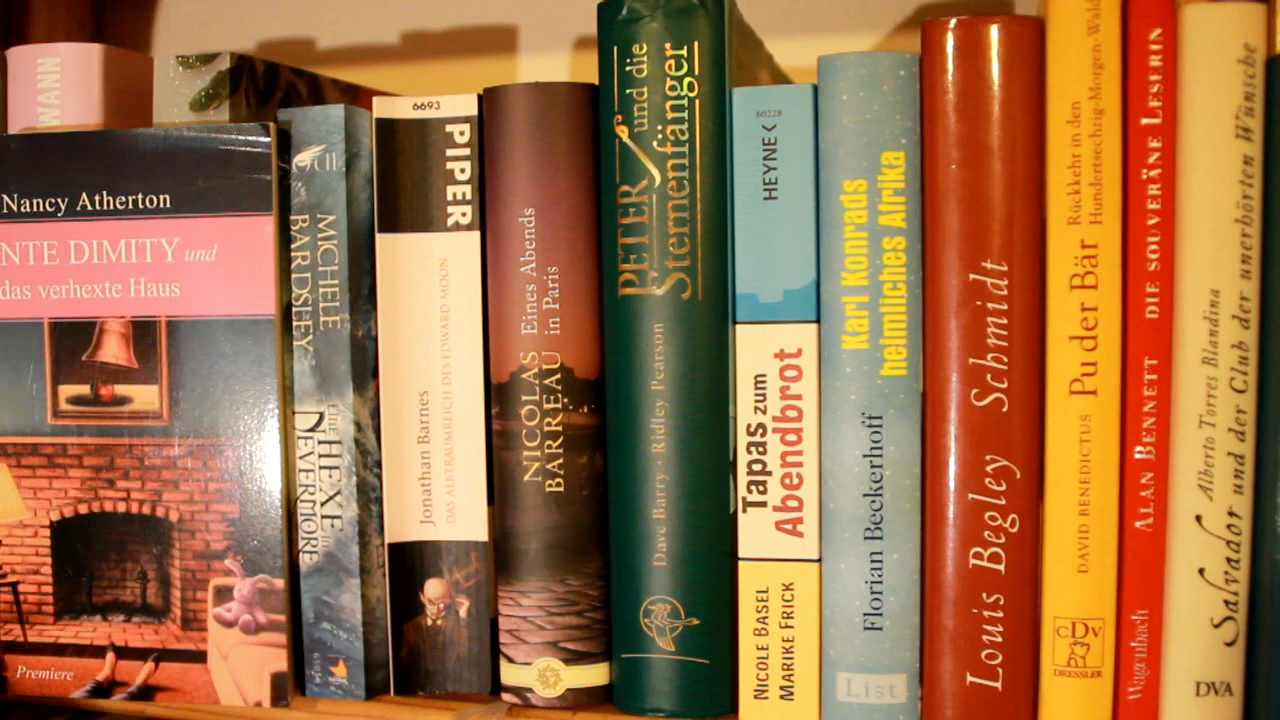 WANN
Nancy Atherton
NTE DIMITY und
das verhexte Haus
Premiere
MICHELE
BARDSLEY
Eine HEXE in
DEVERMORE
6693
PIPER
Jonathan Barnes
DAS ALBTRAUMREICH DES EDWARD MOON
NICOLAS
BARREAU
Eines Abends
in Paris
PETER und die
Sternenfänger
Dave Barry • Ridley Pearson
60228
HEYNE <
Tapas zum
Abendbrot
NICOLE BASEL
MARIKE FRICK
Karl Konrads
heimliches Afrika
Florian Beckerhoff
List
Louis Begley Schmidt
DAVID BENEDICTUS Pu der Bär
Rückkehr in den
Hundertsechzig-Morgen-Wald
CDV
DRESSLER
Wagenbach ALAN BENNETT DIE SOUVERÄNE LESERIN
Alberto Torres Blandina
Salvador und der Club der unerhörten Wünsche
DVA